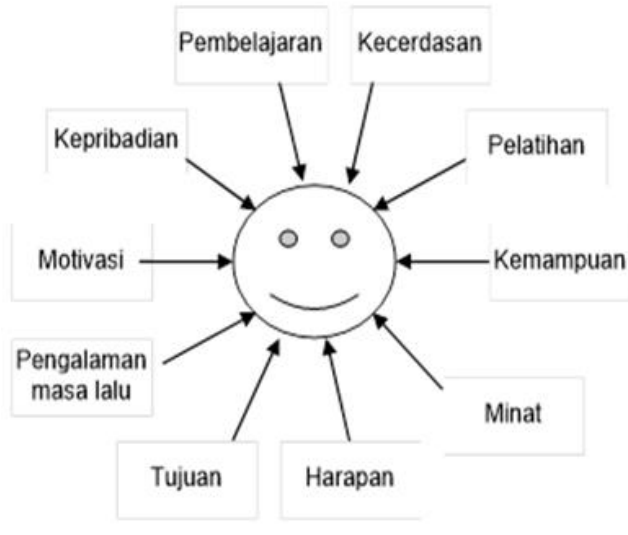 Pembelajaran
Kecerdasan
Kepribadian
Pelatihan
Motivasi
Kemampuan
Pengalaman
masa lalu
Minat
Tujuan
Harapan